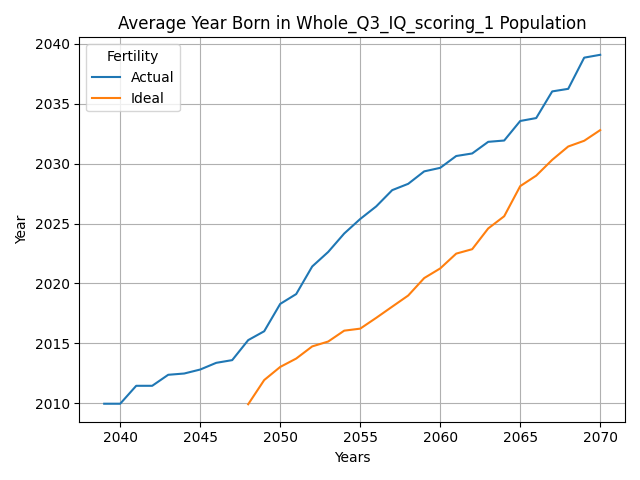 Average Year Born in Whole_Q3_IQ_scoring_1 Population
Fertility
Actual
Ideal
Year
2040
2035
2030
2025
2020
2015
2010
2040 2045 2050 2055 2060 2065 2070
Years